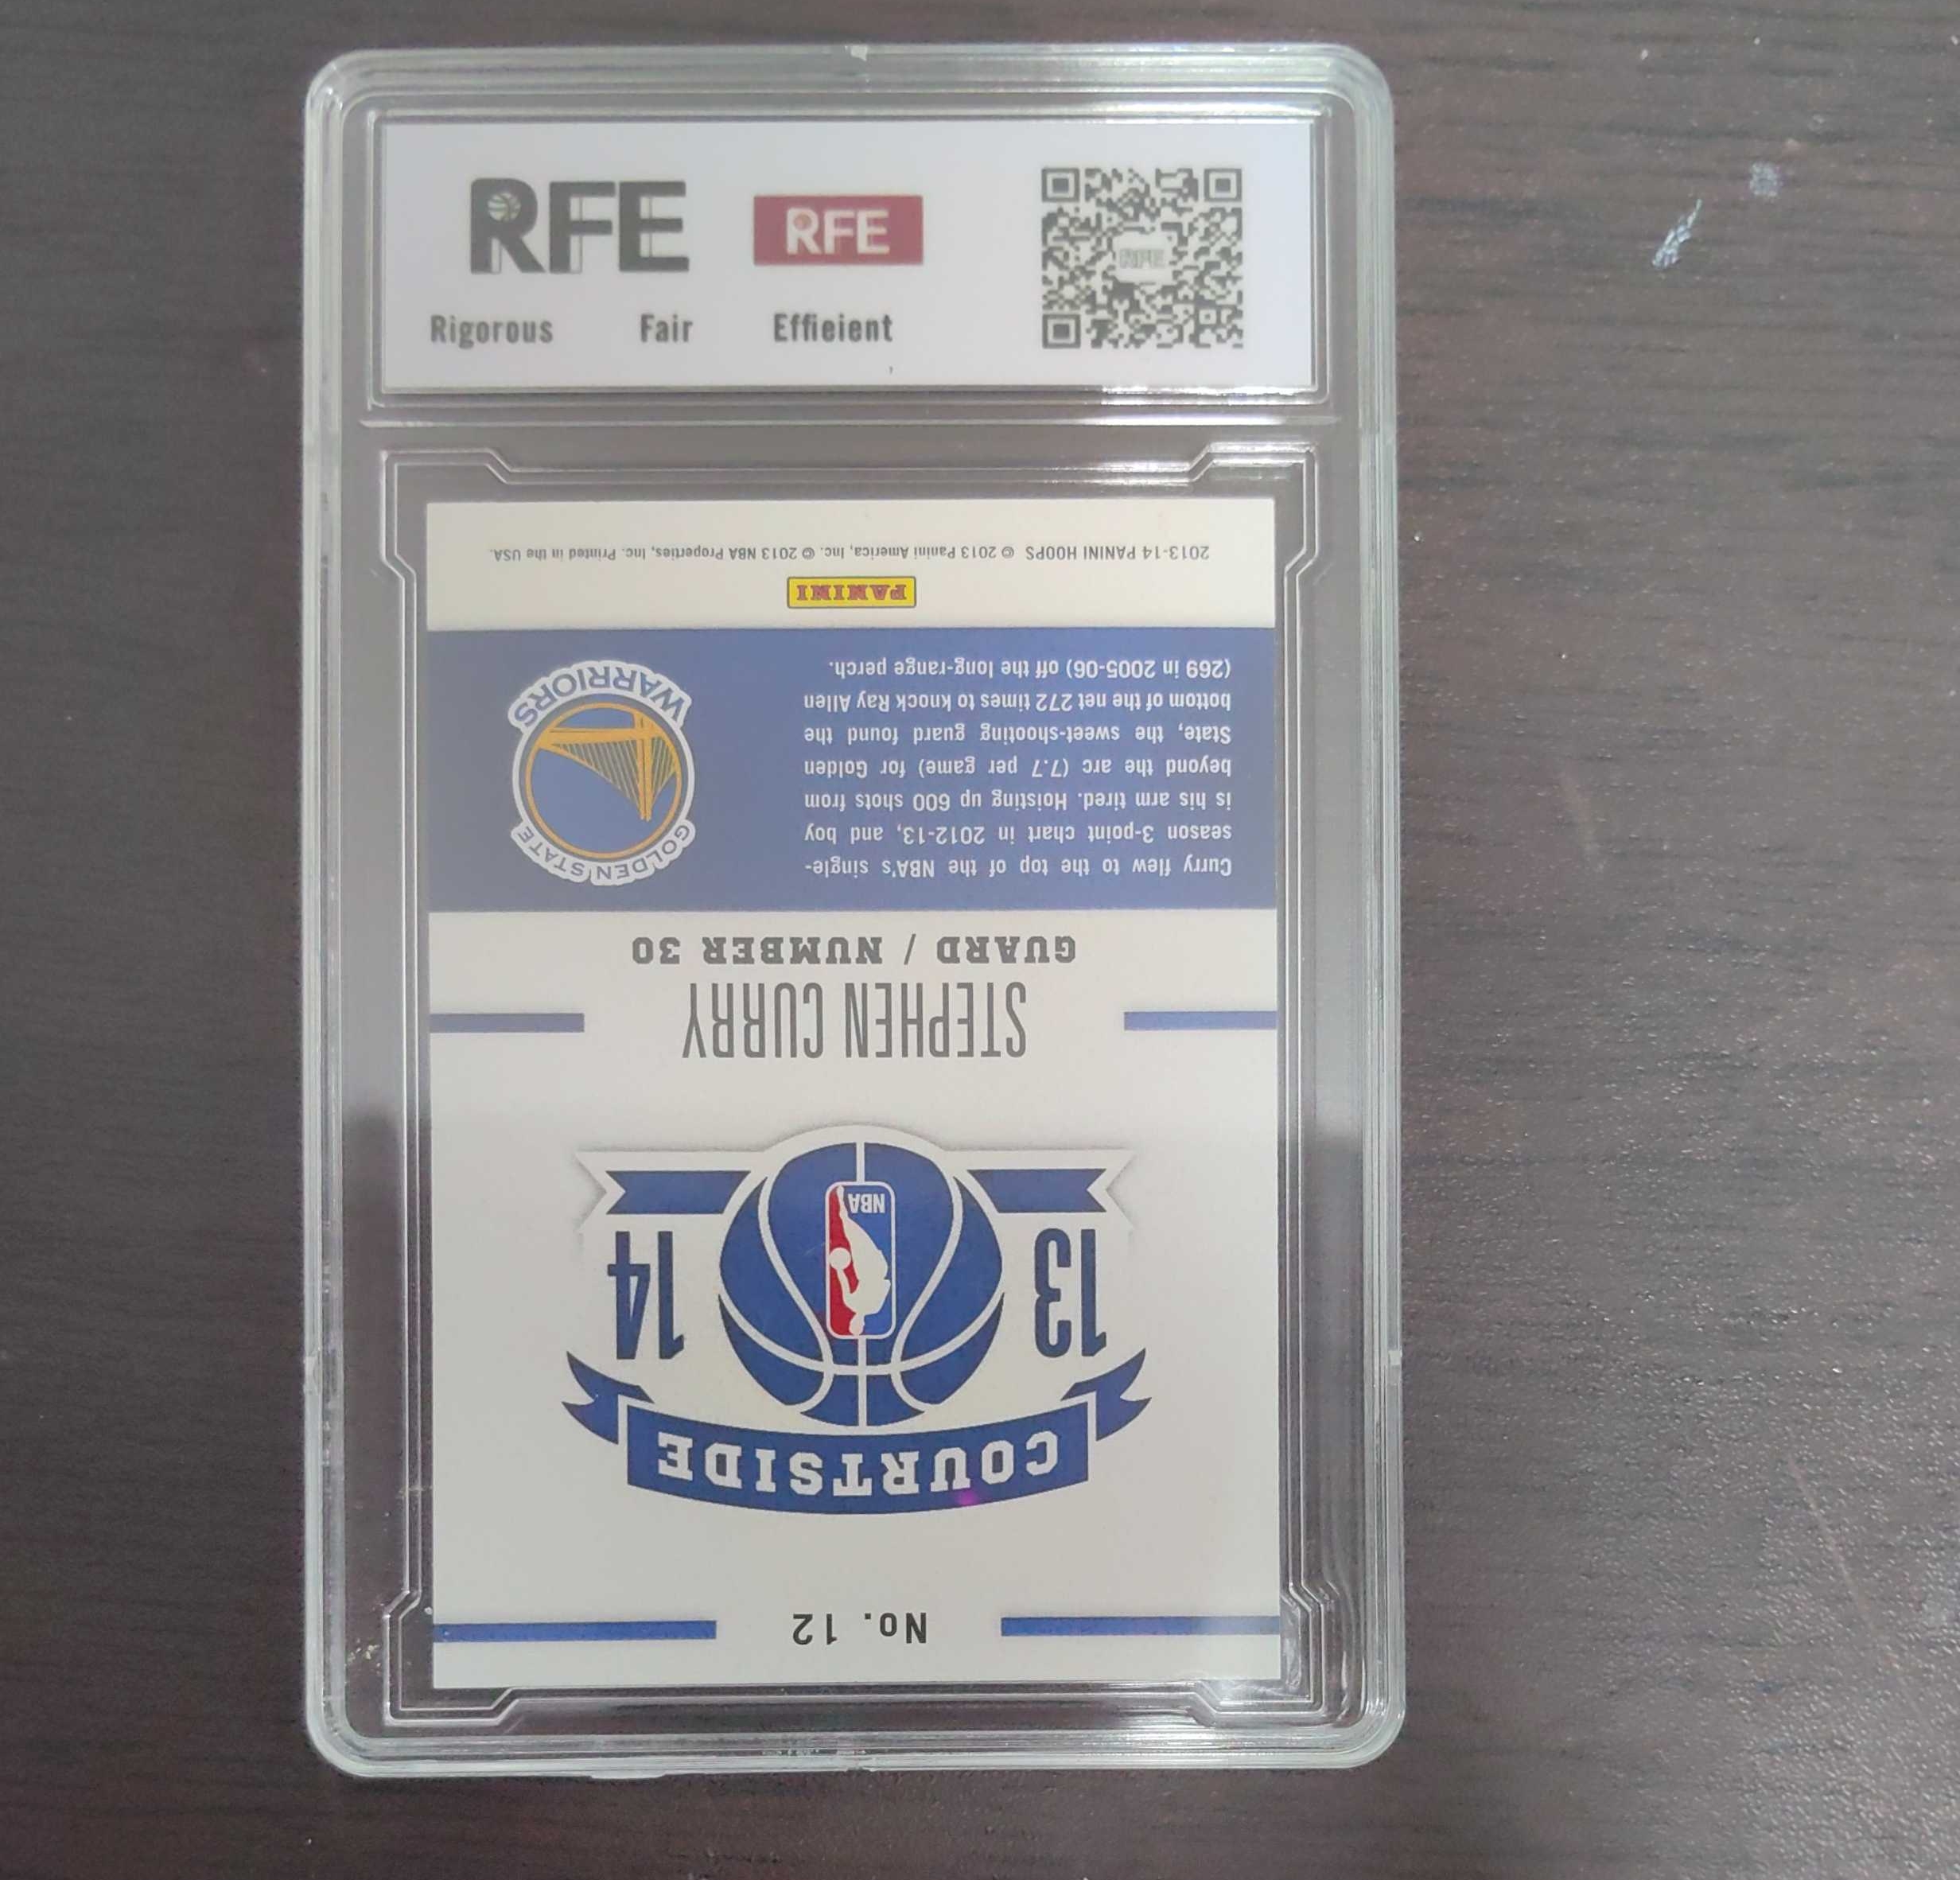 RFE
RFE
RFE
Rigorous Fair Effieient
No. 12
COURTSIDE
13 14
NBA
STEPHEN CURRY
GUARD / NUMBER 30
Curry flew to the top of the NBA's single-
season 3-point chart in 2012-13, and boy
is his arm tired. Hoisting up 600 shots from
beyond the arc (7.7 per game) for Golden
State, the sweet-shooting guard found the
bottom of the net 272 times to knock Ray Allen
(269 in 2005-06) off the long-range perch.
GOLDEN STATE
WARRIORS
PANINI
2013-14 PANINI HOOPS © 2013 Panini America, Inc. © 2013 NBA Properties, Inc. Printed in the USA.